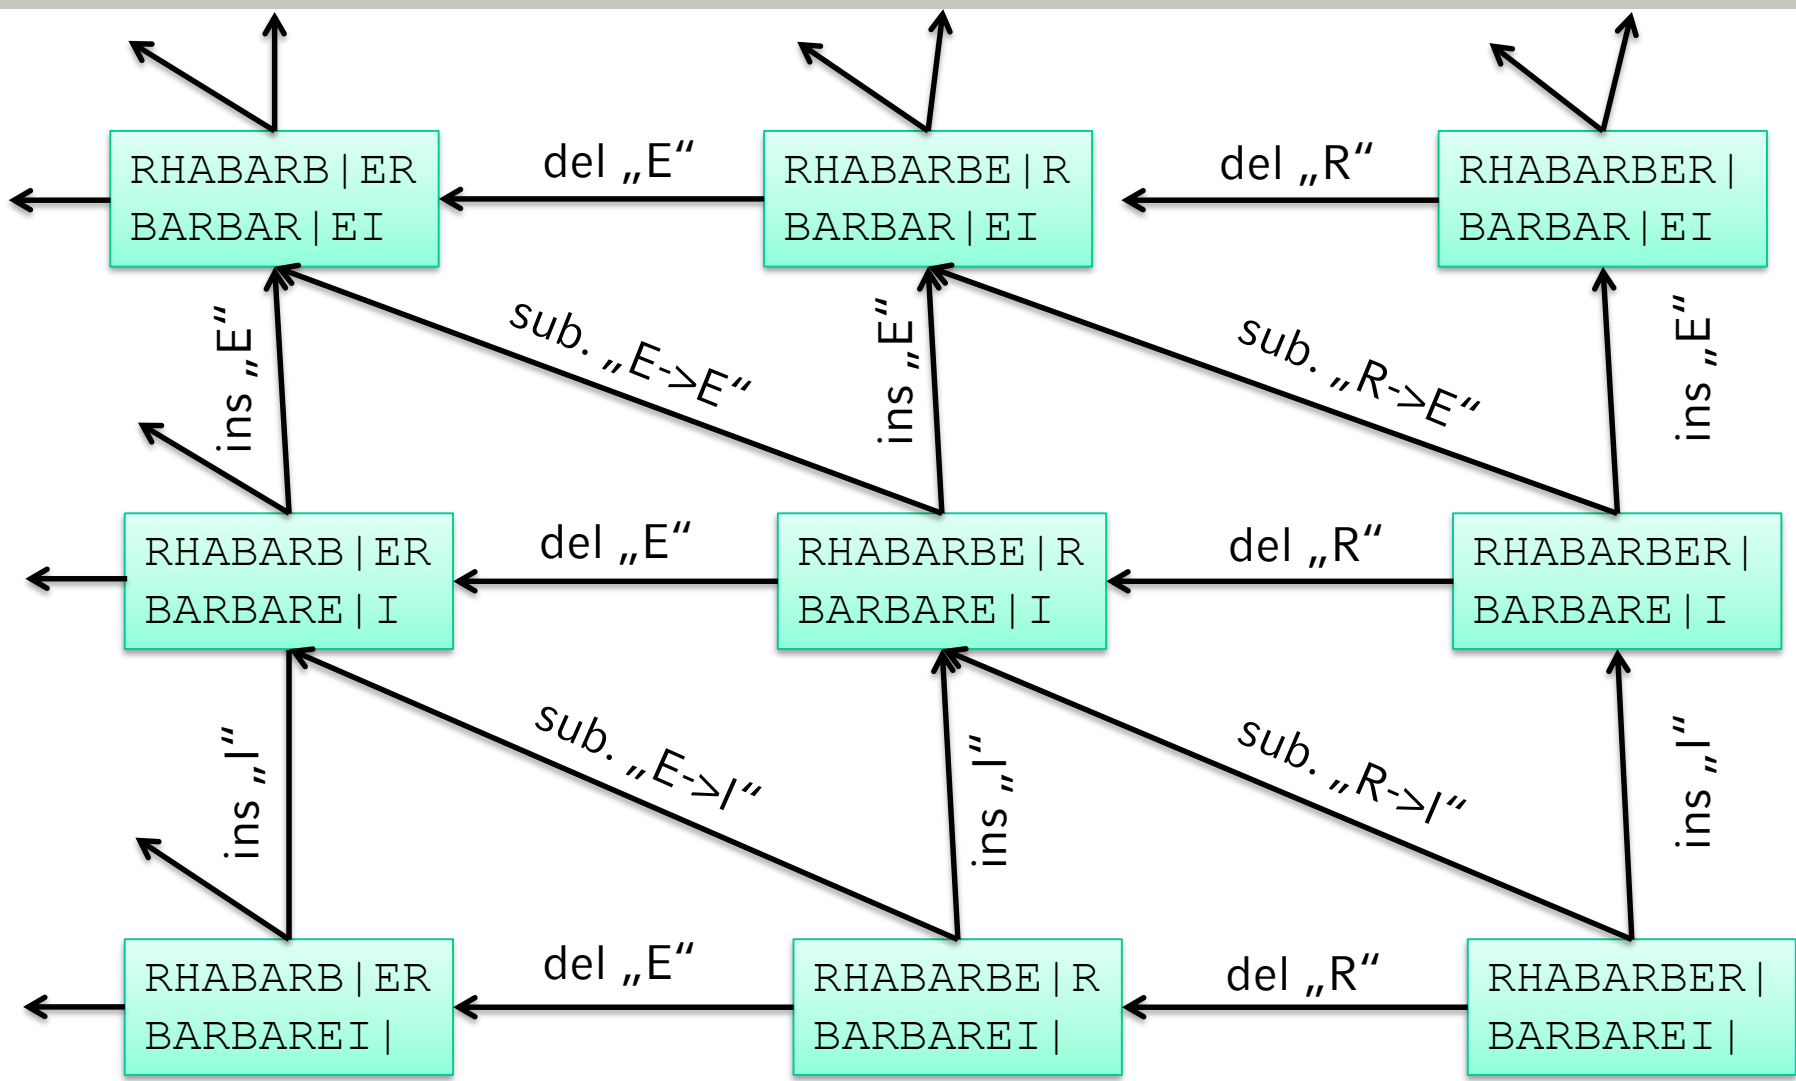 del „E“
del „R“
RHABARB|ER
BARBAR|EI
RHABARBE|R
BARBAR|EI
RHABARBER|
BARBAR|EI
ins „E“
sub. „E->E“
ins „E“
sub. „R->E“
ins „E“
del „E“
del „R“
RHABARB|ER
BARBARE|I
RHABARBE|R
BARBARE|I
RHABARBER|
BARBARE|I
ins „I“
sub. „E->I“
ins „I“
sub. „R->I“
ins „I“
del „E“
del „R“
RHABARB|ER
BARBAREI|
RHABARBE|R
BARBAREI|
RHABARBER|
BARBAREI|